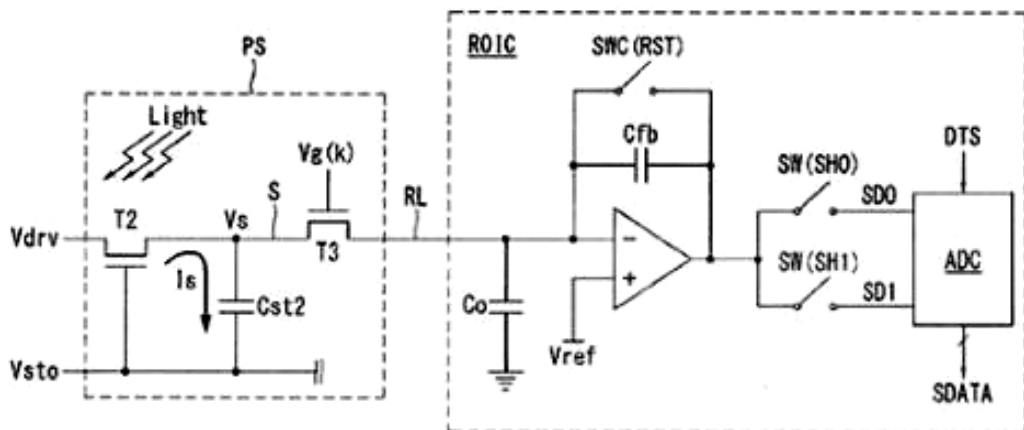 PS
ROIC
SWC(RST)
Light
Vg(k)
Cfb
DTS
SW(SH0)
T2
Vs
S
RL
SD0
Vdrv
T3
−
ADC
Is
Cst2
+
SW(SH1)
Co
SD1
Vref
Vsto
SDATA